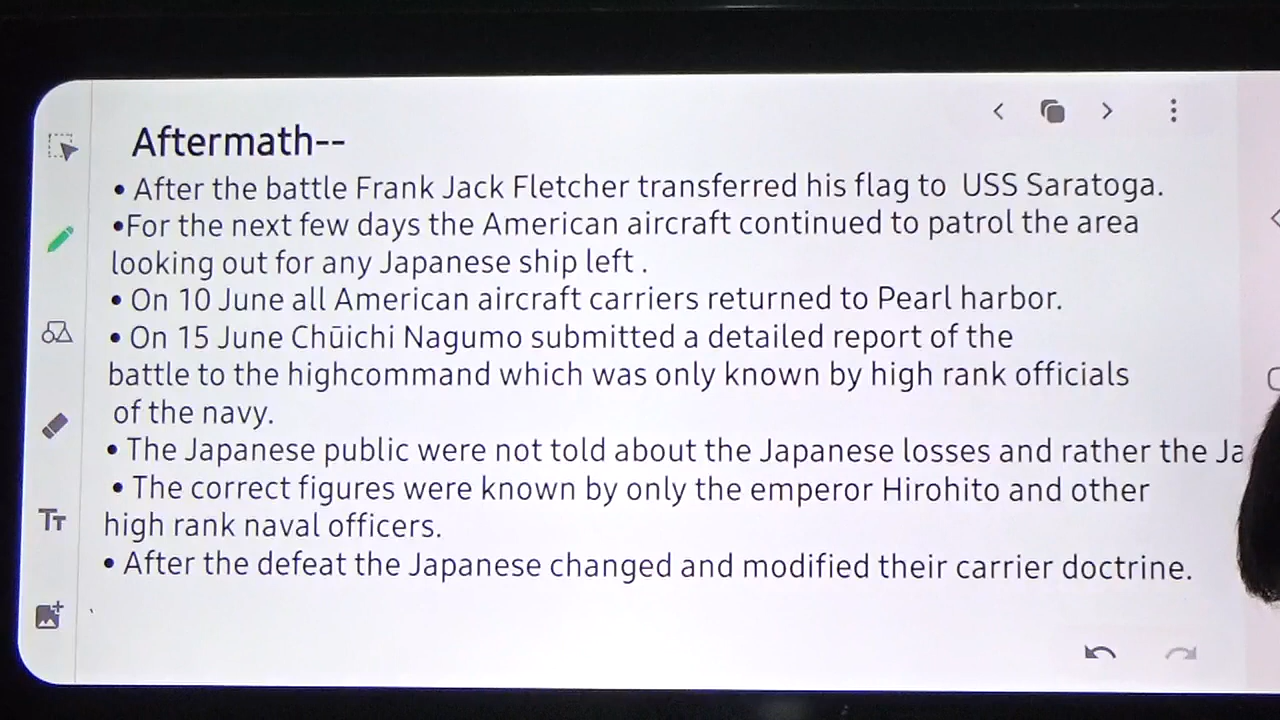 Aftermath--
• After the battle Frank Jack Fletcher transferred his flag to USS Saratoga.
•For the next few days the American aircraft continued to patrol the area
looking out for any Japanese ship left .
• On 10 June all American aircraft carriers returned to Pearl harbor.
• On 15 June Chūichi Nagumo submitted a detailed report of the
battle to the highcommand which was only known by high rank officials
of the navy.
• The Japanese public were not told about the Japanese losses and rather the Ja
• The correct figures were known by only the emperor Hirohito and other
high rank naval officers.
• After the defeat the Japanese changed and modified their carrier doctrine.
Tт